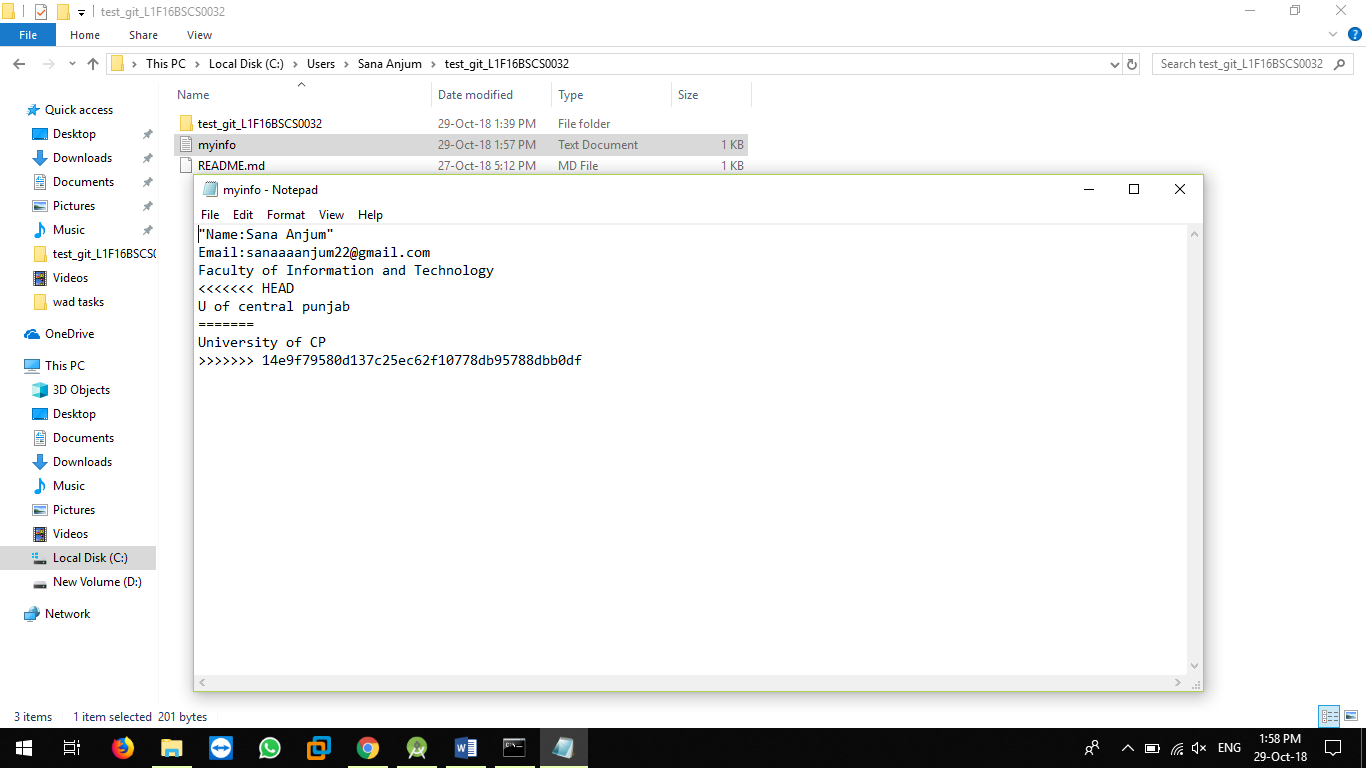 test_git_L1F16BSCS0032
File Home Share View
This PC Local Disk (C:) Users Sana Anjum test_git_L1F16BSCS0032
Search test_git_L1F16BSCS0032
Name Date modified Type Size
test_git_L1F16BSCS0032 29-Oct-18 1:39 PM File folder
myinfo 29-Oct-18 1:57 PM Text Document 1 KB
README.md 27-Oct-18 5:12 PM MD File 1 KB
Quick access
Desktop
Downloads
Documents
Pictures
Music
test_git_L1F16BSC
Videos
wad tasks
OneDrive
This PC
3D Objects
Desktop
Documents
Downloads
Music
Pictures
Videos
Local Disk (C:)
New Volume (D:)
Network
myinfo - Notepad
File Edit Format View Help
"Name:Sana Anjum"
Email:sanaaaanjum22@gmail.com
Faculty of Information and Technology
<<<<<<< HEAD
U of central punjab
=======
University of CP
>>>>>>> 14e9f79580d137c25ec62f10778db95788dbb0df
3 items 1 item selected 201 bytes
ENG
1:58 PM
29-Oct-18